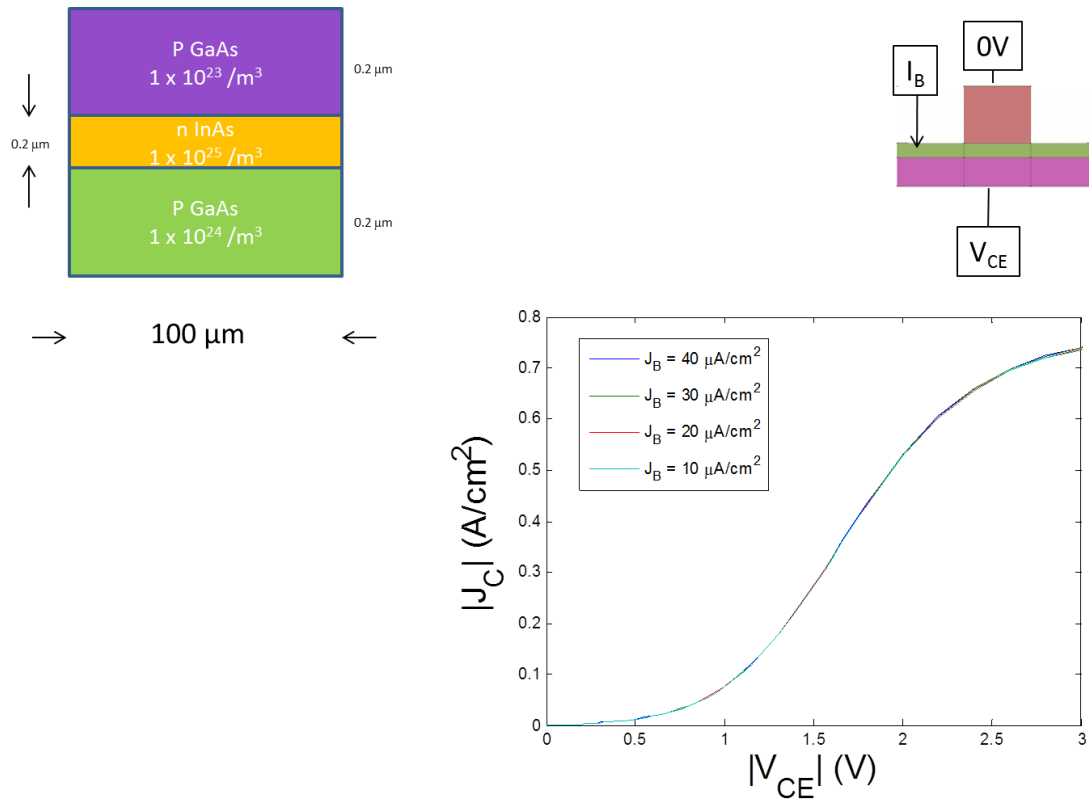 P GaAs
1 x 10²³ /m³
0.2 µm
n InAs
1 x 10²⁵/m³
0.2 µm
P GaAs
1 x 10²⁴ /m³
0.2 µm
100 µm
0V
I_B
V_CE
J_B = 40 µA/cm²
J_B = 30 µA/cm²
J_B = 20 µA/cm²
J_B = 10 µA/cm²
0.8
0.7
0.6
0.5
0.4
0.3
0.2
0.1
0
|J_C| (A/cm²)
0 0.5 1 1.5 2 2.5 3
|V_CE| (V)